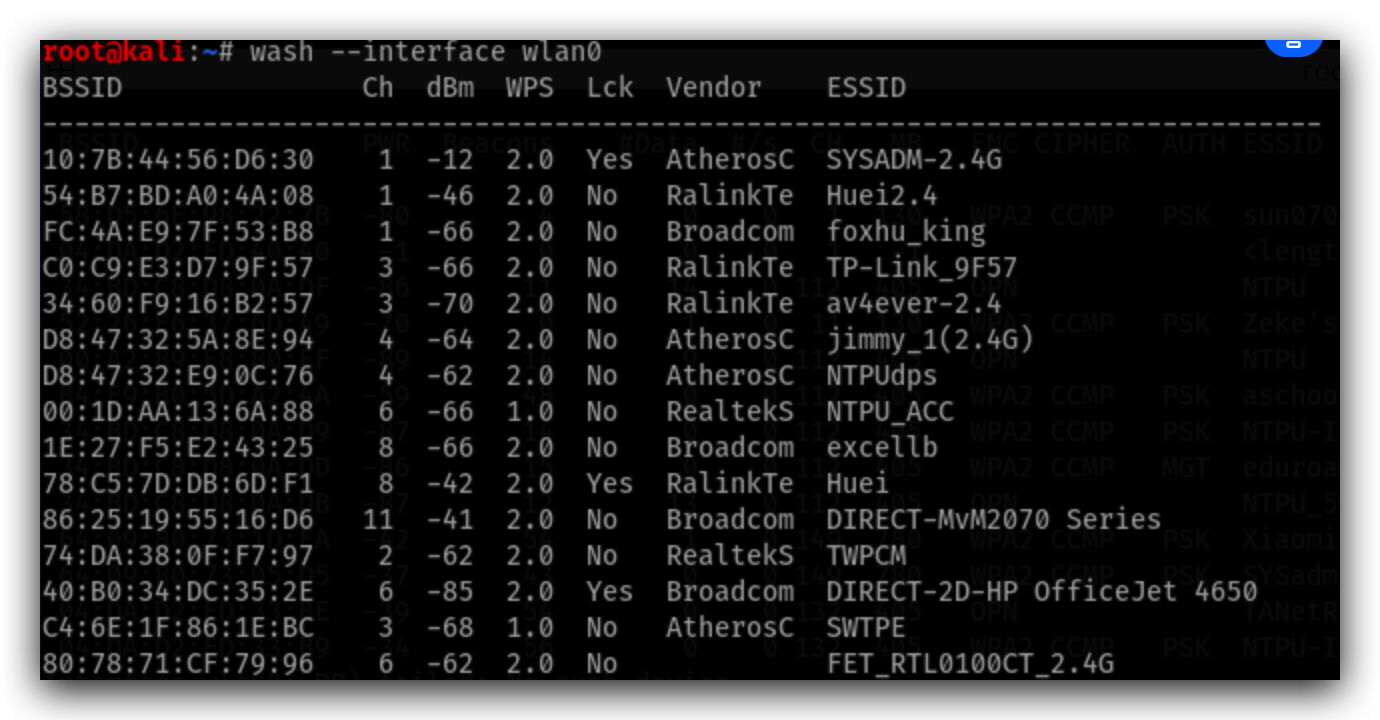 root@kali:~# wash --interface wlan0
BSSID Ch dBm WPS Lck Vendor ESSID
--------------------------------------------------------------------------------
10:7B:44:56:D6:30 1 -12 2.0 Yes AtherosC SYSADM-2.4G
54:B7:BD:A0:4A:08 1 -46 2.0 No RalinkTe Huei2.4
FC:4A:E9:7F:53:B8 1 -66 2.0 No Broadcom foxhu_king
C0:C9:E3:D7:9F:57 3 -66 2.0 No RalinkTe TP-Link_9F57
34:60:F9:16:B2:57 3 -70 2.0 No RalinkTe av4ever-2.4
D8:47:32:5A:8E:94 4 -64 2.0 No AtherosC jimmy_1(2.4G)
D8:47:32:E9:0C:76 4 -62 2.0 No AtherosC NTPUdps
00:1D:AA:13:6A:88 6 -66 1.0 No RealtekS NTPU_ACC
1E:27:F5:E2:43:25 8 -66 2.0 No Broadcom excellb
78:C5:7D:DB:6D:F1 8 -42 2.0 Yes RalinkTe Huei
86:25:19:55:16:D6 11 -41 2.0 No Broadcom DIRECT-MvM2070 Series
74:DA:38:0F:F7:97 2 -62 2.0 No RealtekS TWPCM
40:B0:34:DC:35:2E 6 -85 2.0 Yes Broadcom DIRECT-2D-HP OfficeJet 4650
C4:6E:1F:86:1E:BC 3 -68 1.0 No AtherosC SWTPE
80:78:71:CF:79:96 6 -62 2.0 No FET_RTL0100CT_2.4G